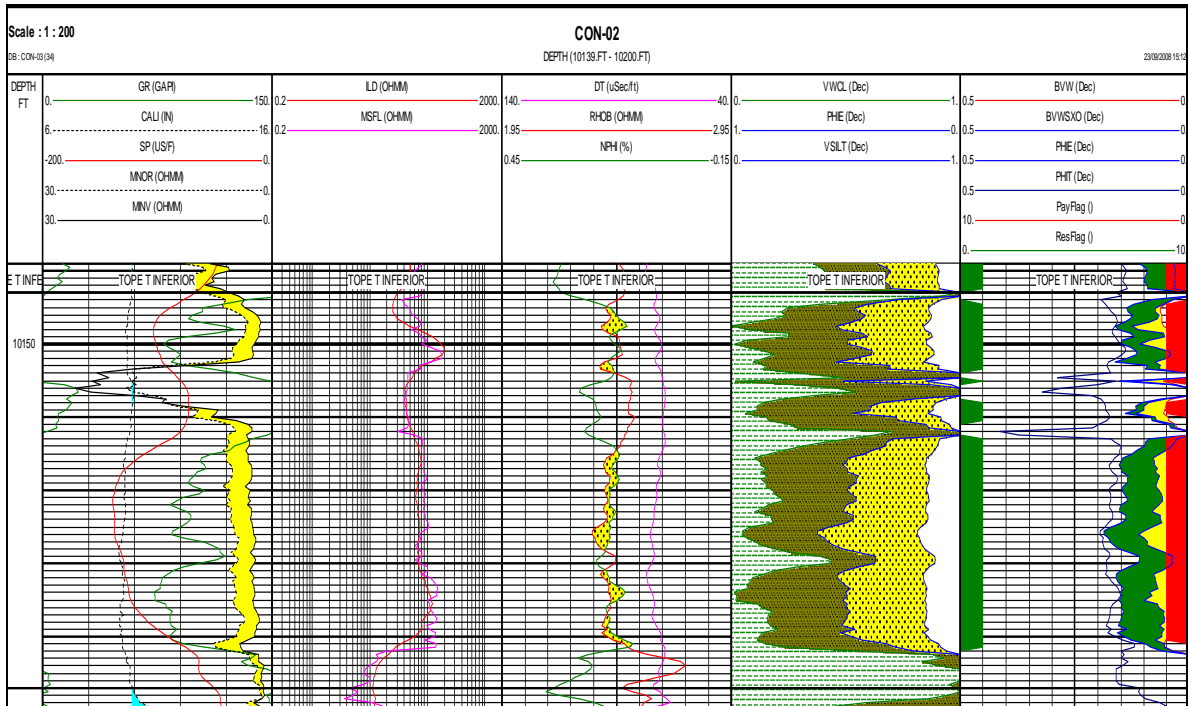 Scale : 1 : 200
CON-02
DB : CON-03 (34)
DEPTH (10139.FT - 10200.FT)
23/09/2008 15:12
DEPTH
FT
GR (GAPI)
0. 150.
CALI (IN)
6. 16.
SP (US/F)
-200. 0.
MNOR (OHMM)
30. 0.
MINV (OHMM)
30. 0.
ILD (OHMM)
0.2 2000.
MSFL (OHMM)
0.2 2000.
DT (uSec/ft)
140. 40.
RHOB (OHMM)
1.95 2.95
NPHI (%)
0.45 -0.15
VWCL (Dec)
0. 1.
PHIE (Dec)
1. 0.
VSILT (Dec)
0. 1.
BVW (Dec)
0.5 0.
BVWSXO (Dec)
0.5 0.
PHIE (Dec)
0.5 0.
PHIT (Dec)
0.5 0.
PayFlag ()
10. 0.
ResFlag ()
0. 10.
E T INFE TOPE T INFERIOR TOPE T INFERIOR TOPE T INFERIOR TOPE T INFERIOR TOPE T INFERIOR
10150